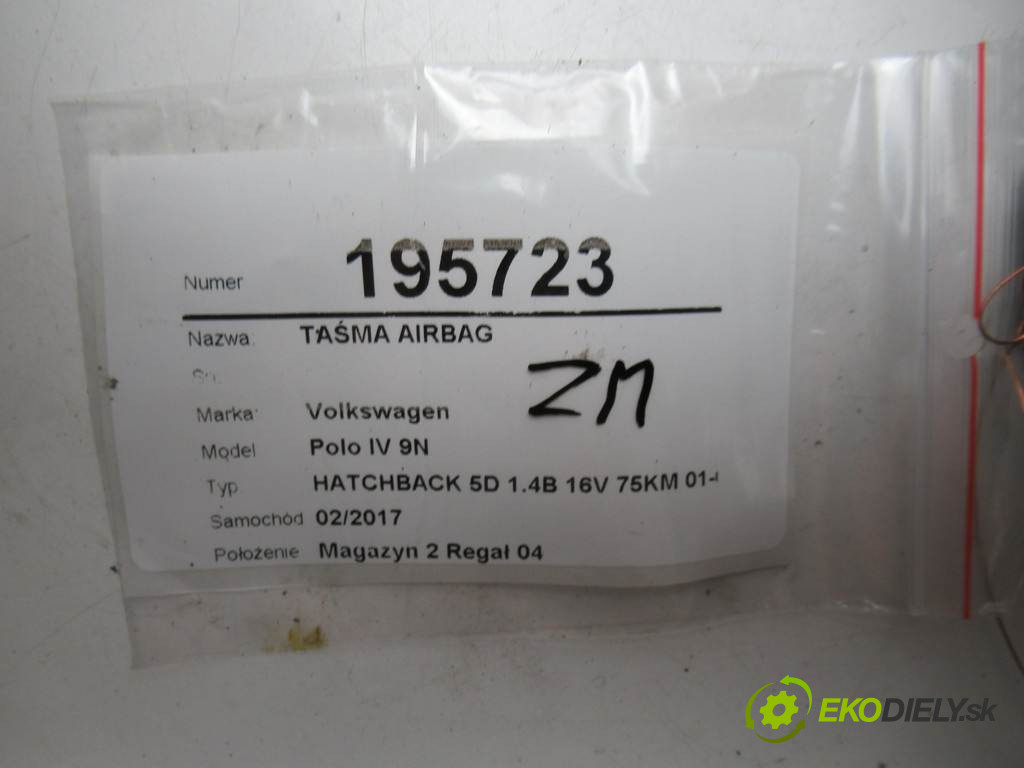 Numer 195723
Nazwa: TAŚMA AIRBAG
ZM
Marka: Volkswagen
Model Polo IV 9N
Typ HATCHBACK 5D 1.4B 16V 75KM 01-
Samochód 02/2017
Położenie Magazyn 2 Regał 04
EKODIELY.sk